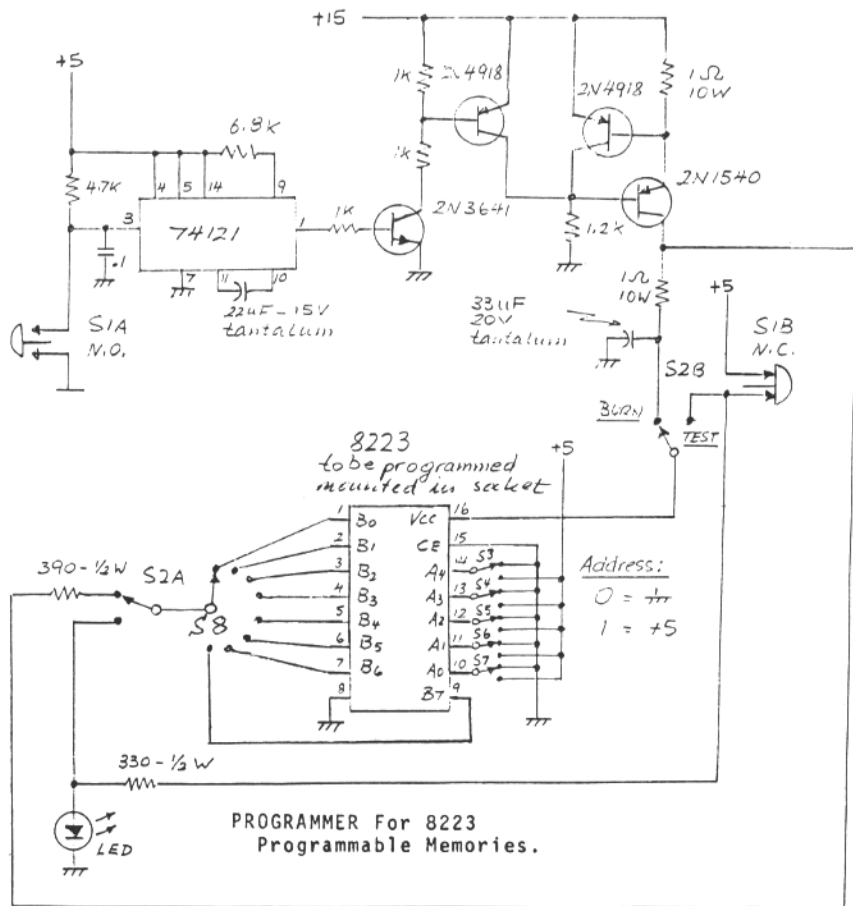 +15
+5
1K
2N4918
2N4918
1Ω
10W
6.8K
1K
4.7K
4
5
14
9
2N1540
3
74121
1
1K
2N3641
1.2K
.1
7
11
10
22uF-15V
tantalum
1Ω
10W
33uF
20V
tantalum
+5
S1A
N.O.
S1B
N.C.
S2B
BURN
TEST
8223
to be programmed
mounted in socket
+5
1
B0
VCC
16
2
B1
CE
15
390-1/2W
S2A
3
B2
A4
14
S3
Address:
4
B3
A3
13
S4
0 =
S8
5
B4
A2
12
S5
1 = +5
6
B5
A1
11
S6
7
B6
A0
10
S7
8
B7
9
330-1/2W
LED
PROGRAMMER For 8223
Programmable Memories.